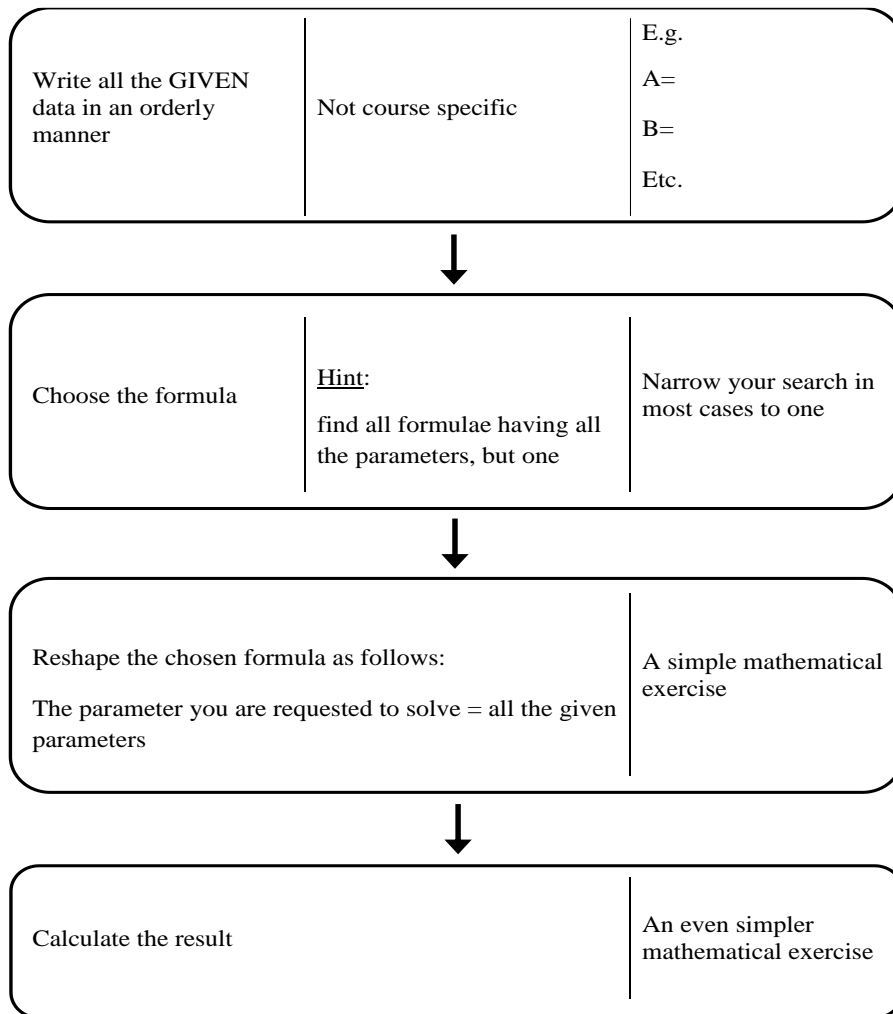 Write all the GIVEN
data in an orderly
manner
Not course specific
E.g.
A=
B=
Etc.
Choose the formula
Hint:
find all formulae having all
the parameters, but one
Narrow your search in
most cases to one
Reshape the chosen formula as follows:
The parameter you are requested to solve = all the given
parameters
A simple mathematical
exercise
Calculate the result
An even simpler
mathematical exercise